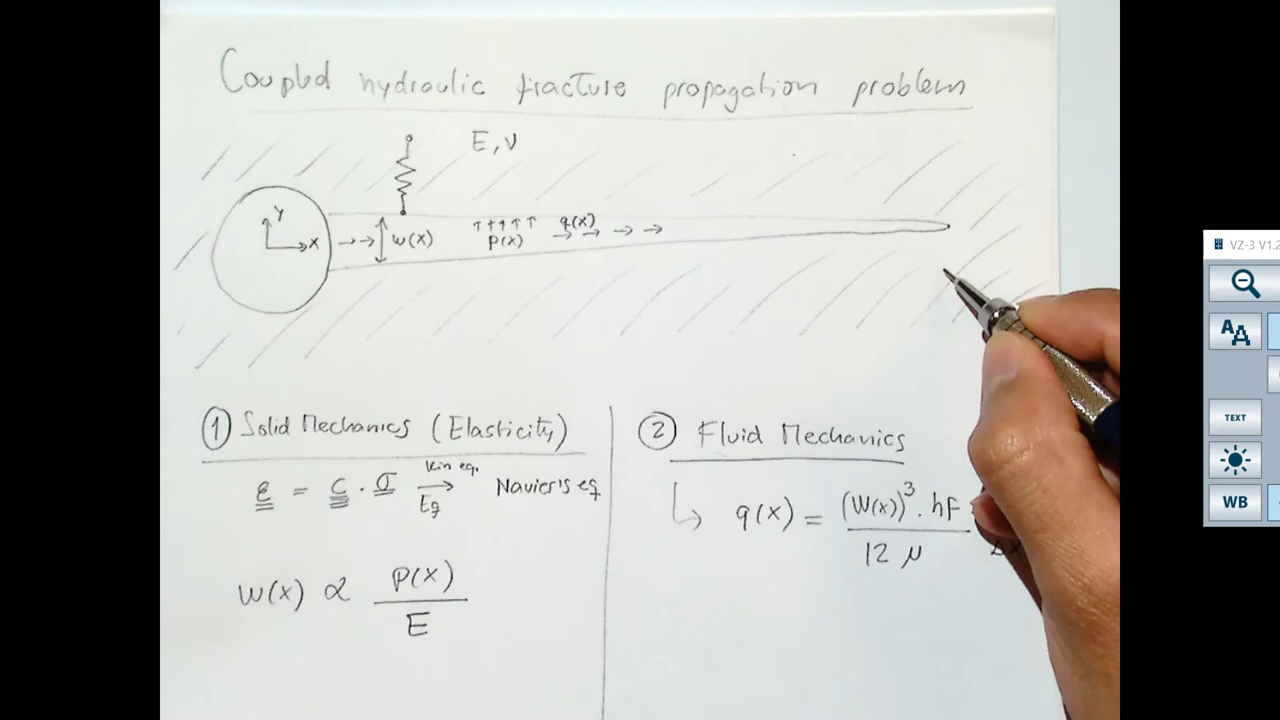 Coupled hydraulic fracture propagation problem
E, ν
Y
X
w(x)
↑↑↑↑↑
P(x)
q(x)
→ → → →
① Solid Mechanics (Elasticity)
ε = C · σ
kin eq.
→
Eq
Navier's eq
w(x) ∝ P(x) / E
② Fluid Mechanics
↳ q(x) = (W(x))³ · hF
12 μ
VZ-3 V1.2
AA
TEXT
WB